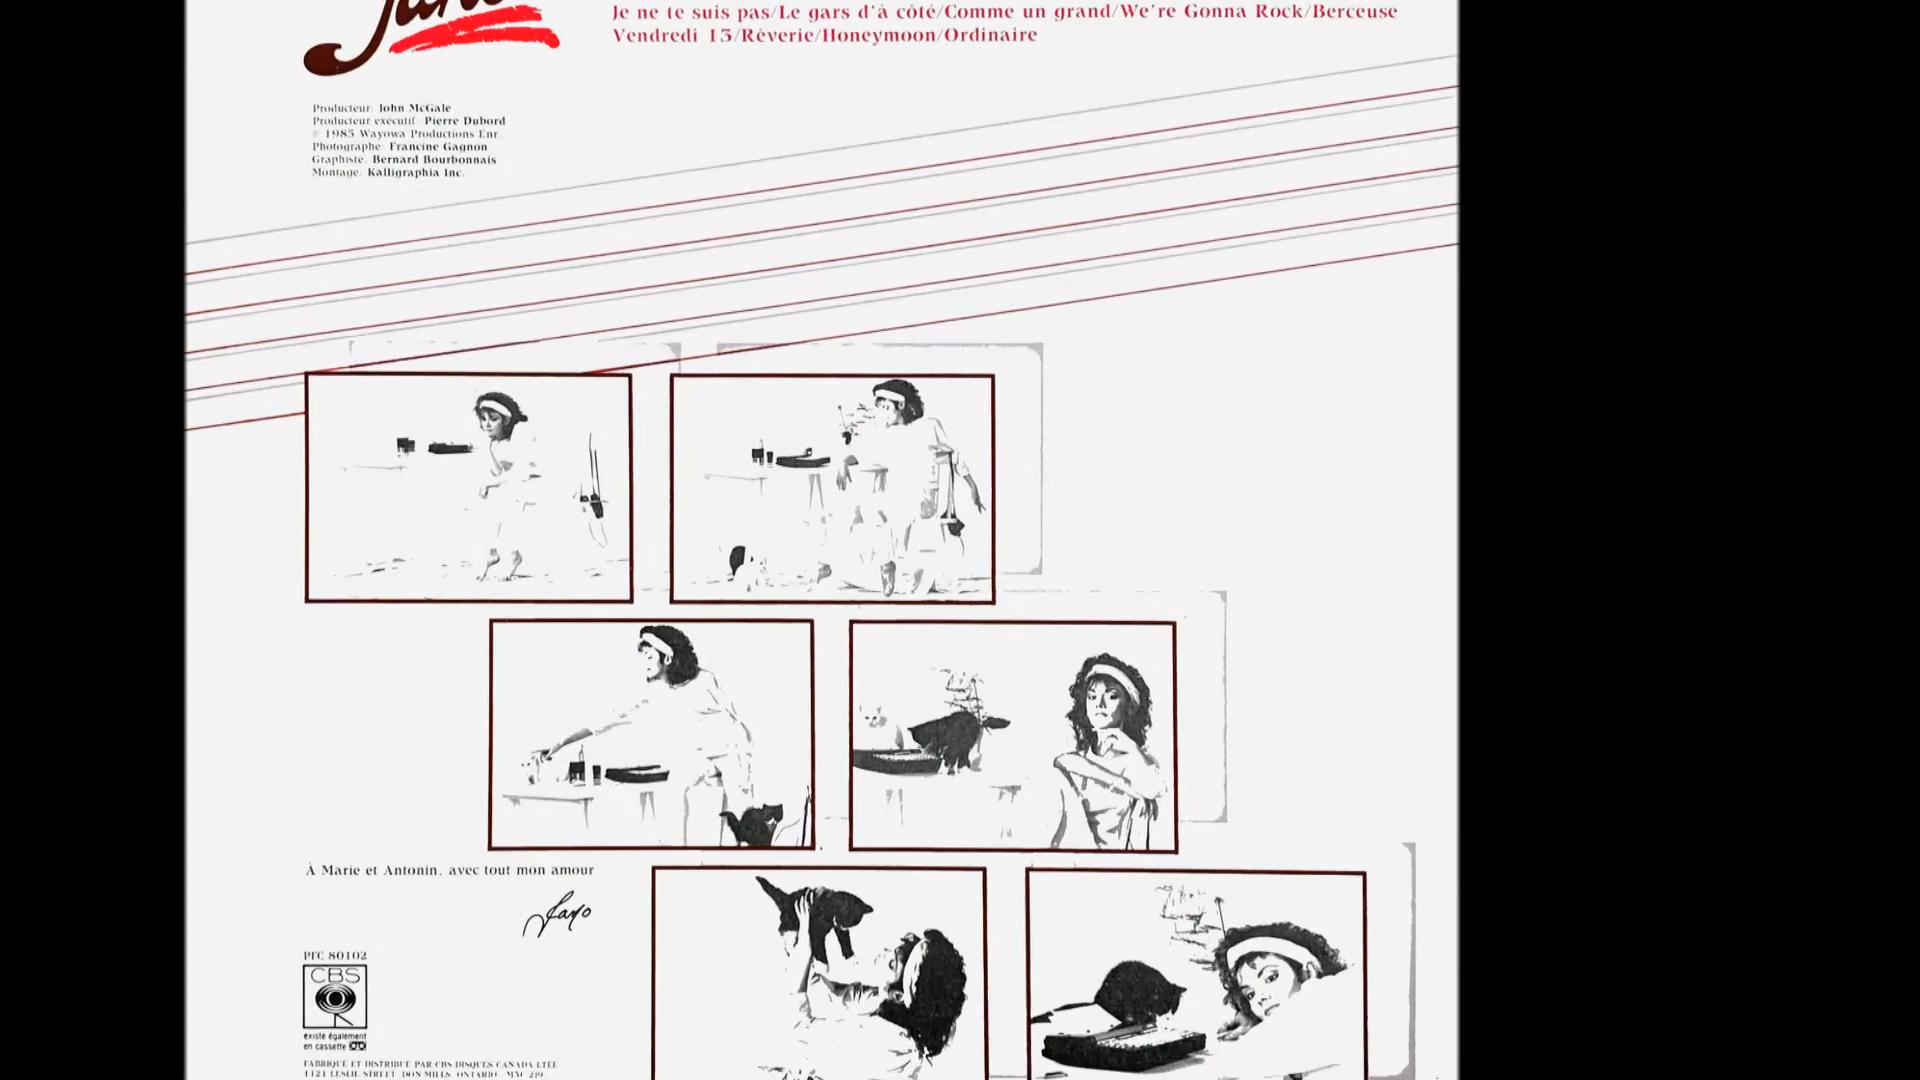 Je ne te suis pas/Le gars d'à côté/Comme un grand/We're Gonna Rock/Berceuse
Vendredi 13/Rêverie/Honeymoon/Ordinaire
Producteur: John McGale
Producteur exécutif: Pierre Dubord
℗ 1985 Wayowa Productions Enr.
Photographe: Francine Gagnon
Graphiste: Bernard Bourbonnais
Montage: Kalligraphia Inc.
À Marie et Antonin, avec tout mon amour
PFC 80102
CBS
existe également
en cassette
FABRIQUÉ ET DISTRIBUÉ PAR CBS DISQUES CANADA LTÉE
1121 LESLIE STREET, DON MILLS, ONTARIO